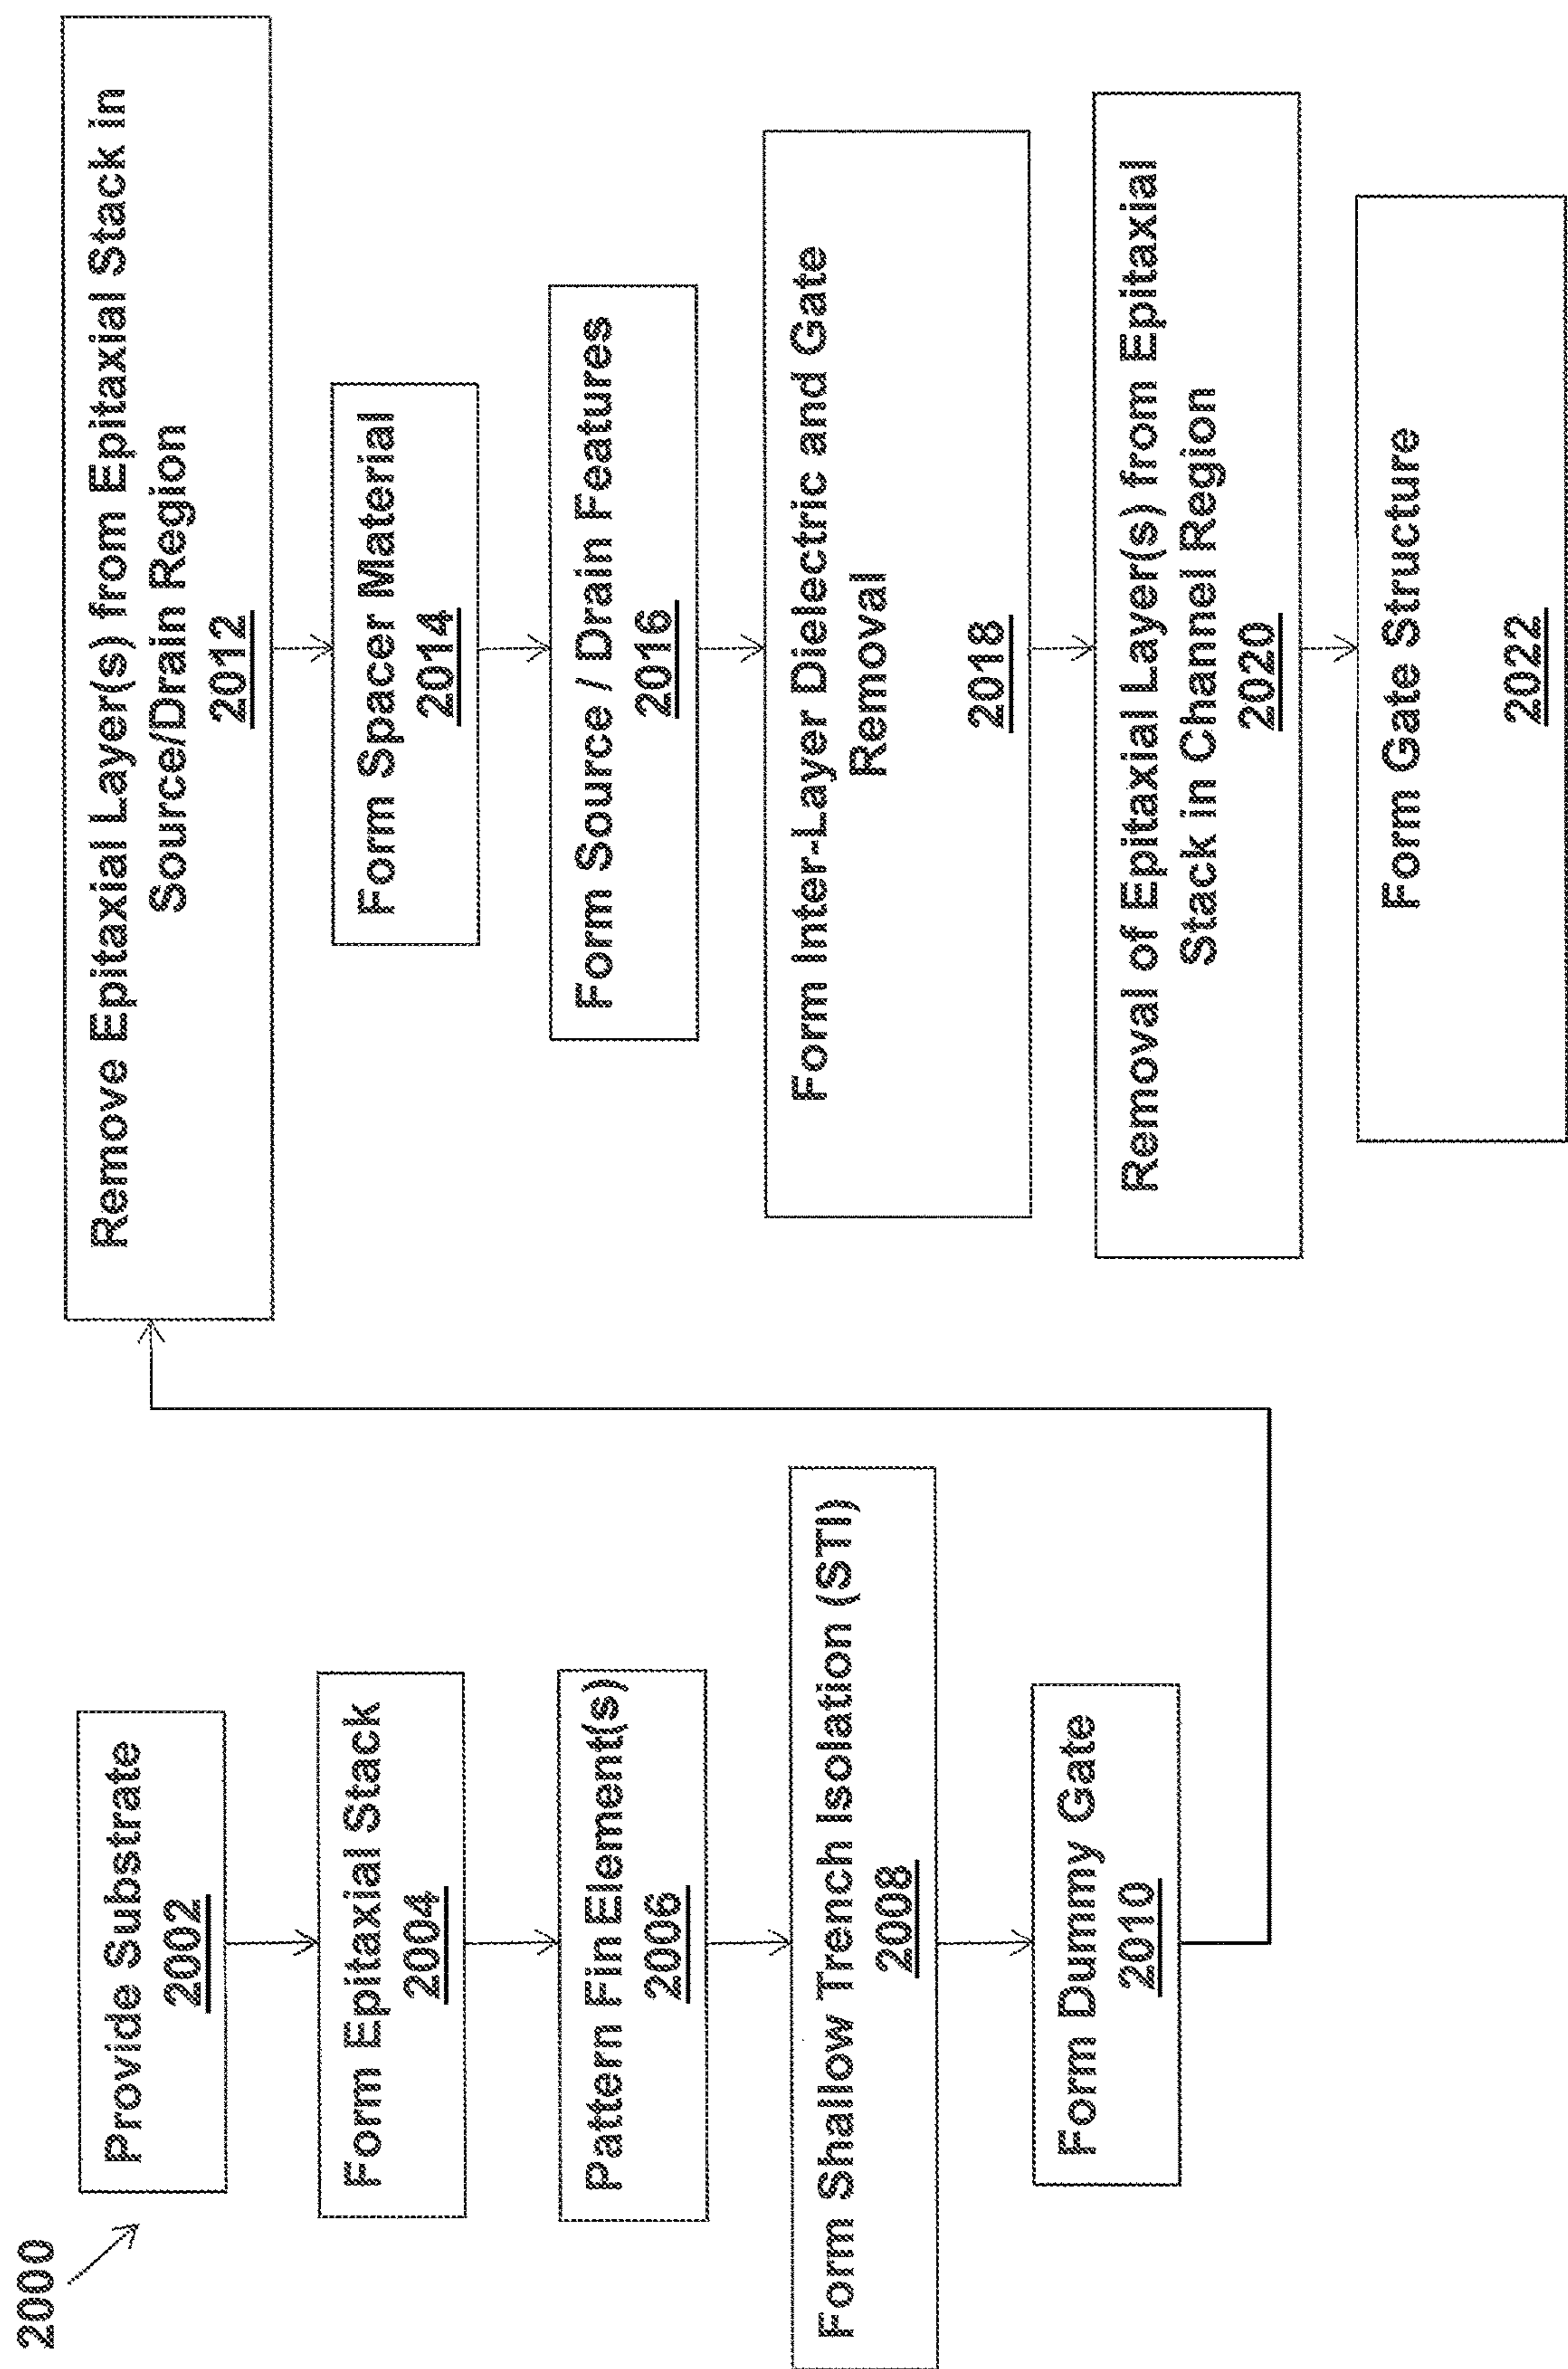 2000
Provide Substrate
2002
Form Epitaxial Stack
2004
Pattern Fin Element(s)
2006
Form Shallow Trench Isolation (STI)
2008
Form Dummy Gate
2010
Remove Epitaxial Layer(s) from Epitaxial Stack in
Source/Drain Region
2012
Form Spacer Material
2014
Form Source / Drain Features
2016
Form Inter-Layer Dielectric and Gate
Removal
2018
Removal of Epitaxial Layer(s) from Epitaxial
Stack in Channel Region
2020
Form Gate Structure
2022